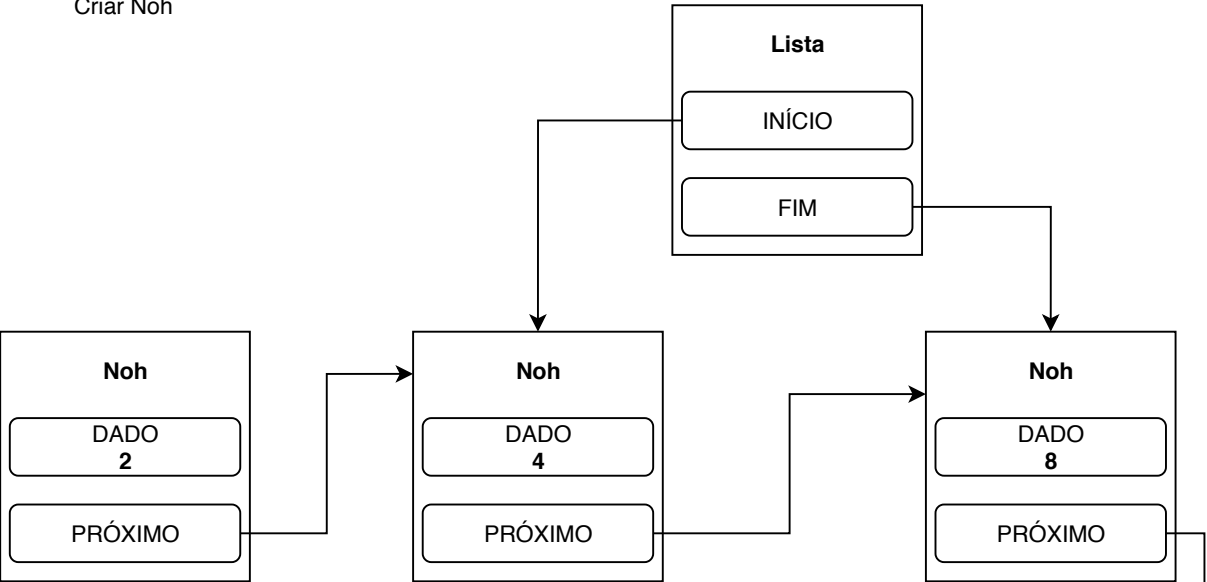 Criar Noh
Lista
INÍCIO
FIM
Noh
DADO
2
PRÓXIMO
Noh
DADO
4
PRÓXIMO
Noh
DADO
8
PRÓXIMO